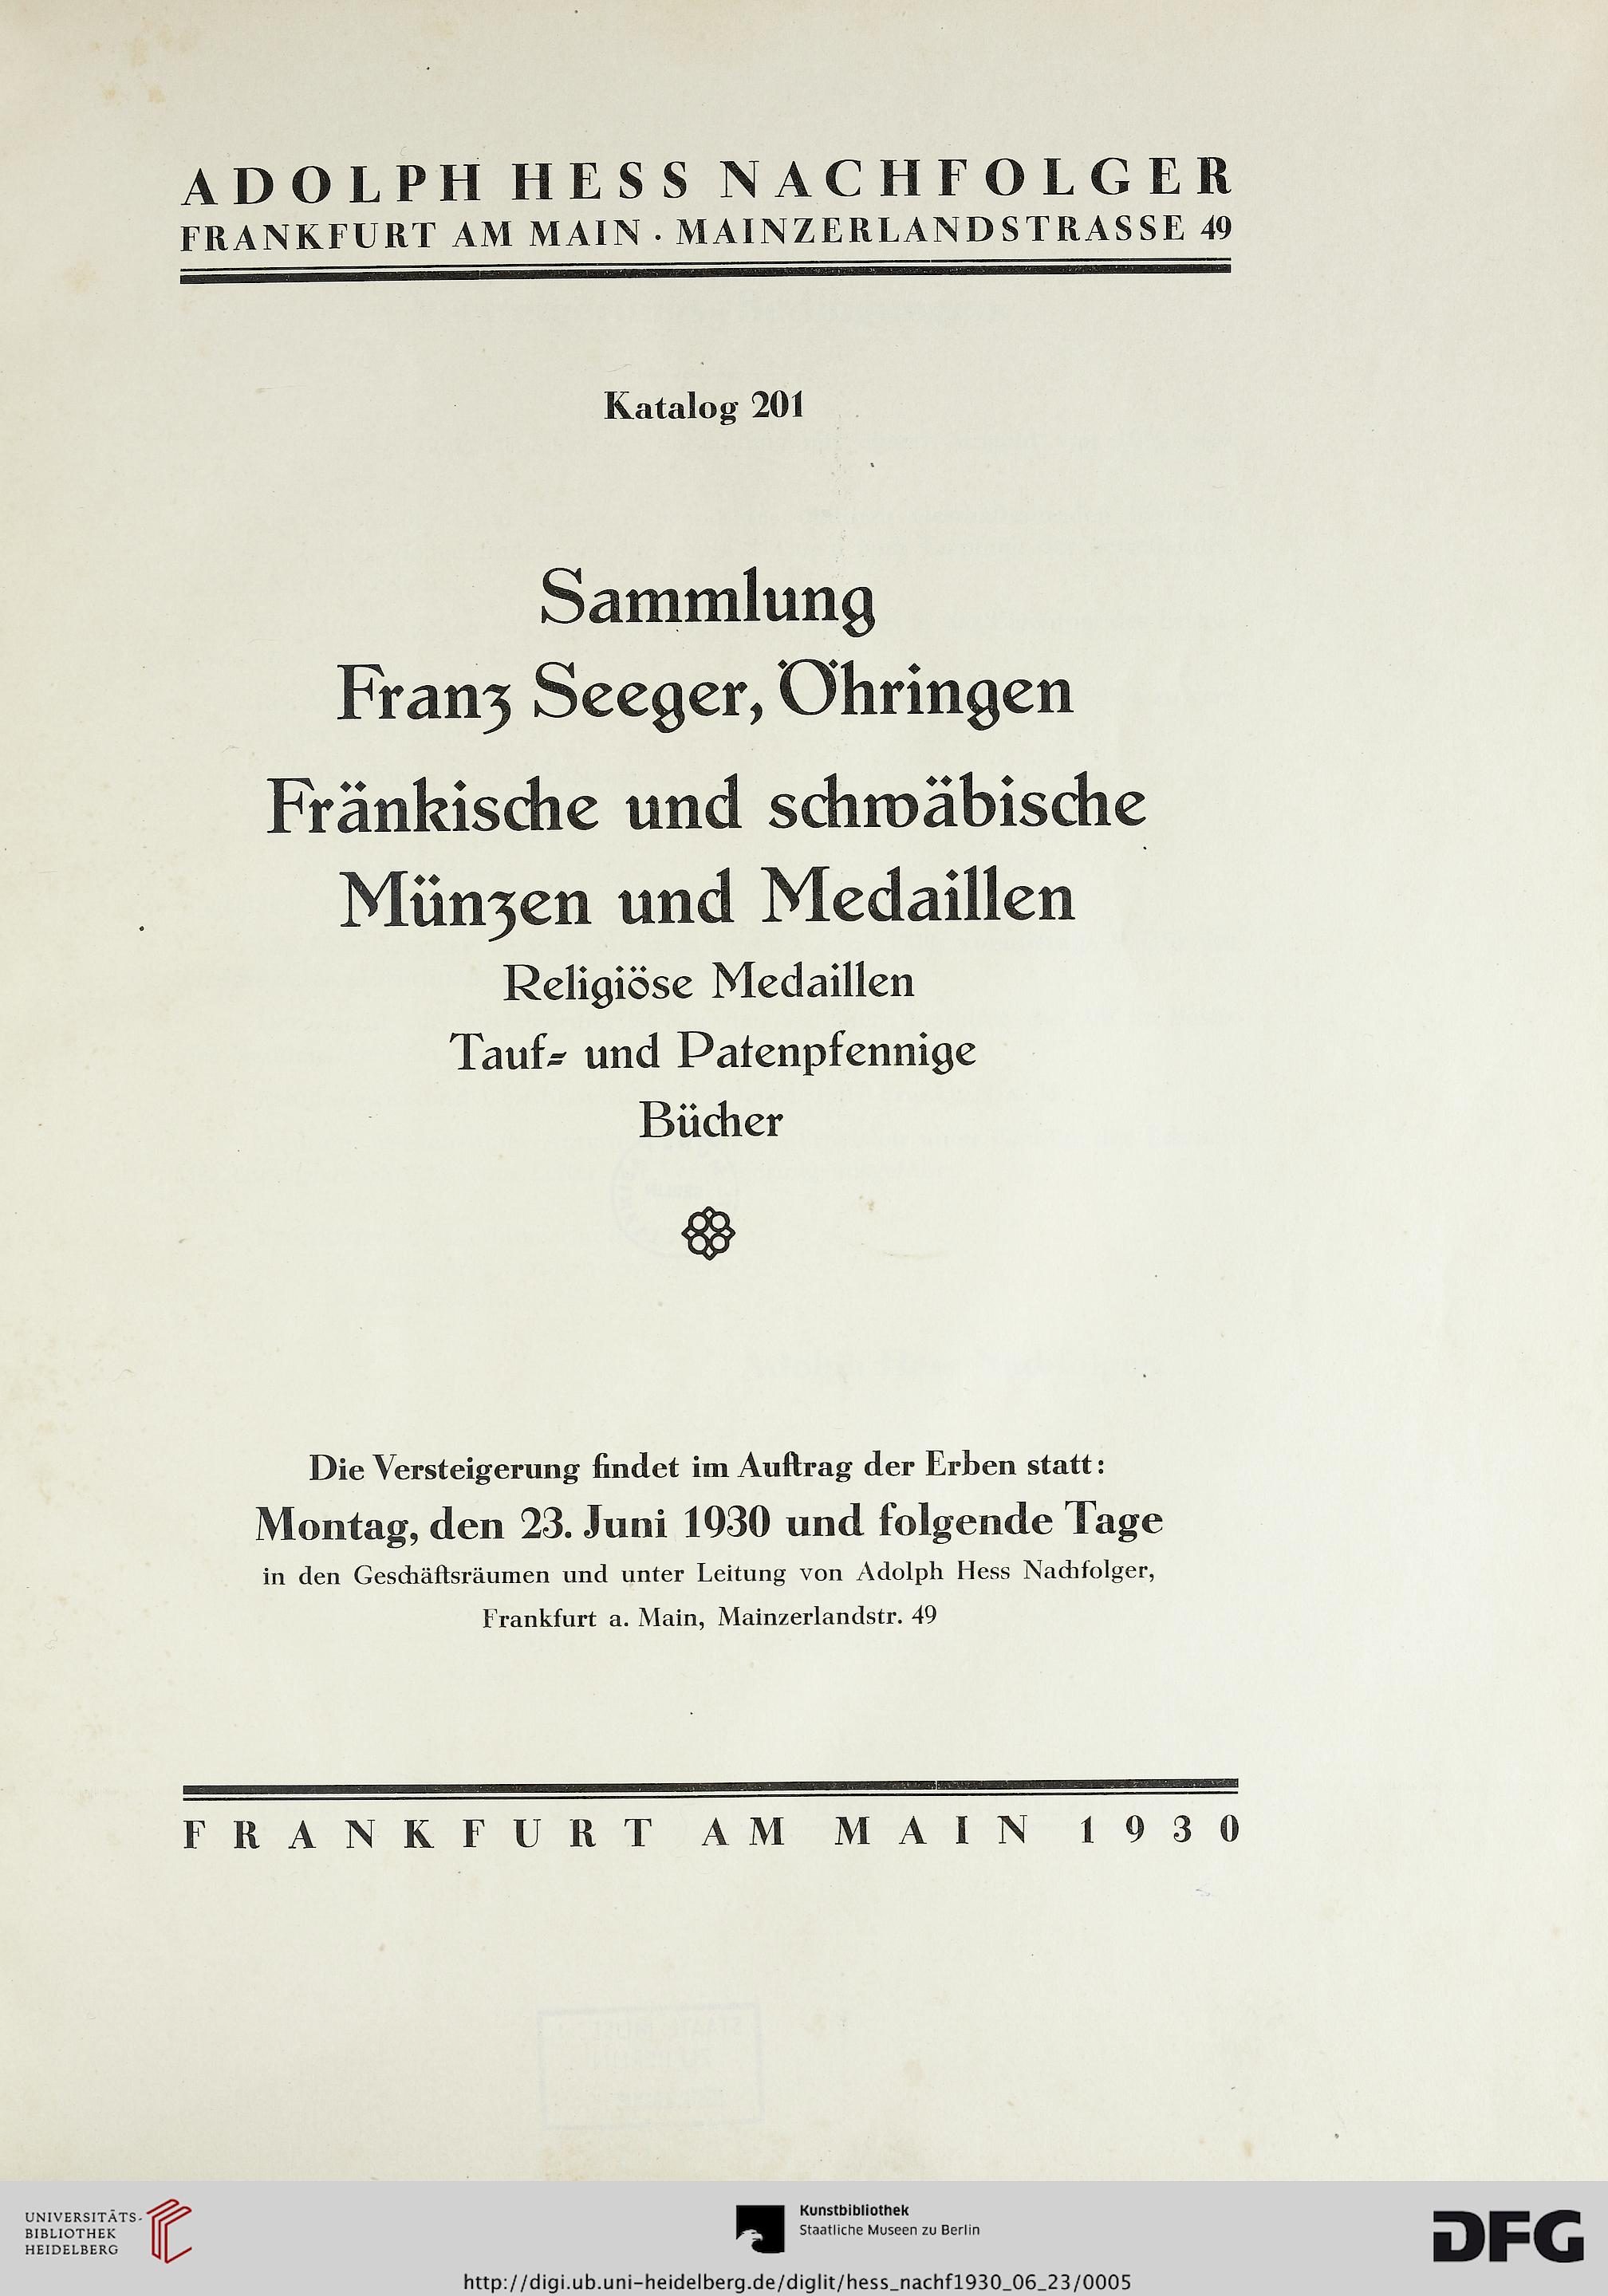 ADOLPH HESS NACHFOLGER
FRANKFURT AM MAIN · MAINZERLANDSTRASSE 49
Katalog 201
Sammlung
Franz Seeger, Öhringen
Fränkische und schwäbische
Münzen und Medaillen
Religiöse Medaillen
Tauf- und Patenpfennige
Bücher
Die Versteigerung findet im Auftrag der Erben statt:
Montag, den 23. Juni 1930 und folgende Tage
in den Geschäftsräumen und unter Leitung von Adolph Hess Nachfolger,
Frankfurt a. Main, Mainzerlandstr. 49
FRANKFURT AM MAIN 1930
UNIVERSITÄTS-
BIBLIOTHEK
HEIDELBERG
Kunstbibliothek
Staatliche Museen zu Berlin
DFG
http://digi.ub.uni-heidelberg.de/diglit/hess_nachf1930_06_23/0005